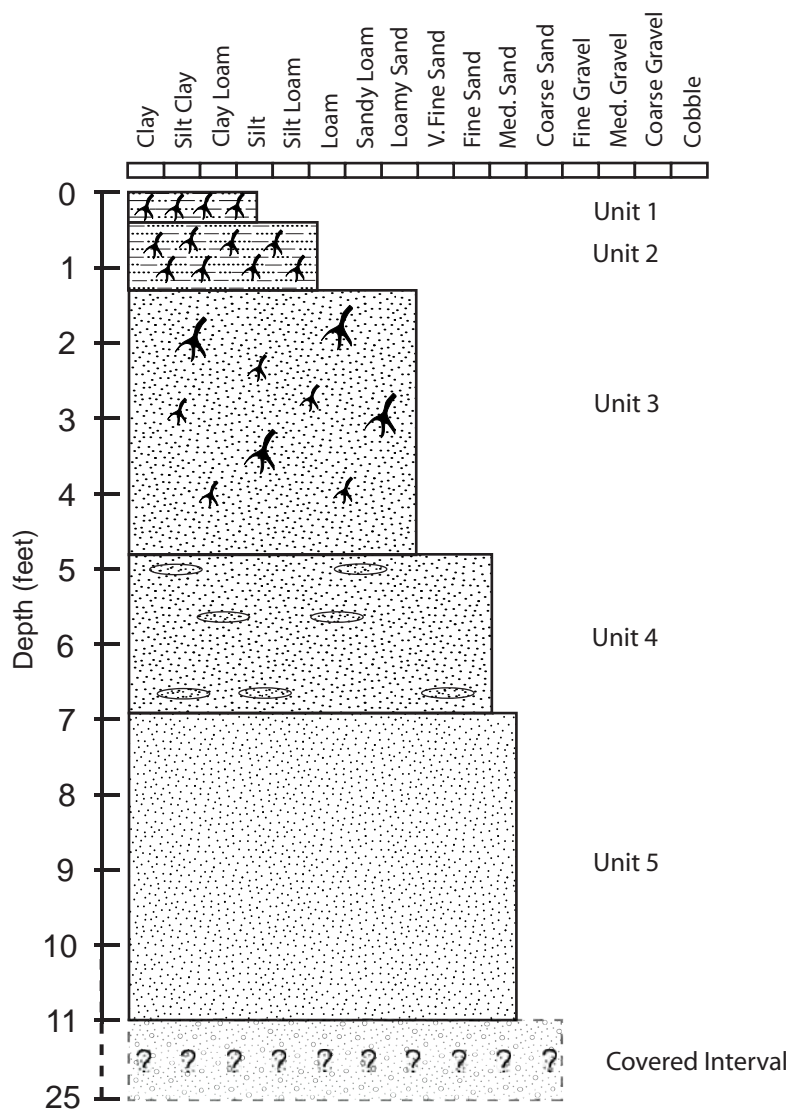 Clay
Silt Clay
Clay Loam
Silt
Silt Loam
Loam
Sandy Loam
Loamy Sand
V. Fine Sand
Fine Sand
Med. Sand
Coarse Sand
Fine Gravel
Med. Gravel
Coarse Gravel
Cobble
Depth (feet)
0
Unit 1
Unit 2
1
2
Unit 3
3
4
5
Unit 4
6
7
8
Unit 5
9
10
11
? ? ? ? ? ? ? ? ? ?
Covered Interval
25